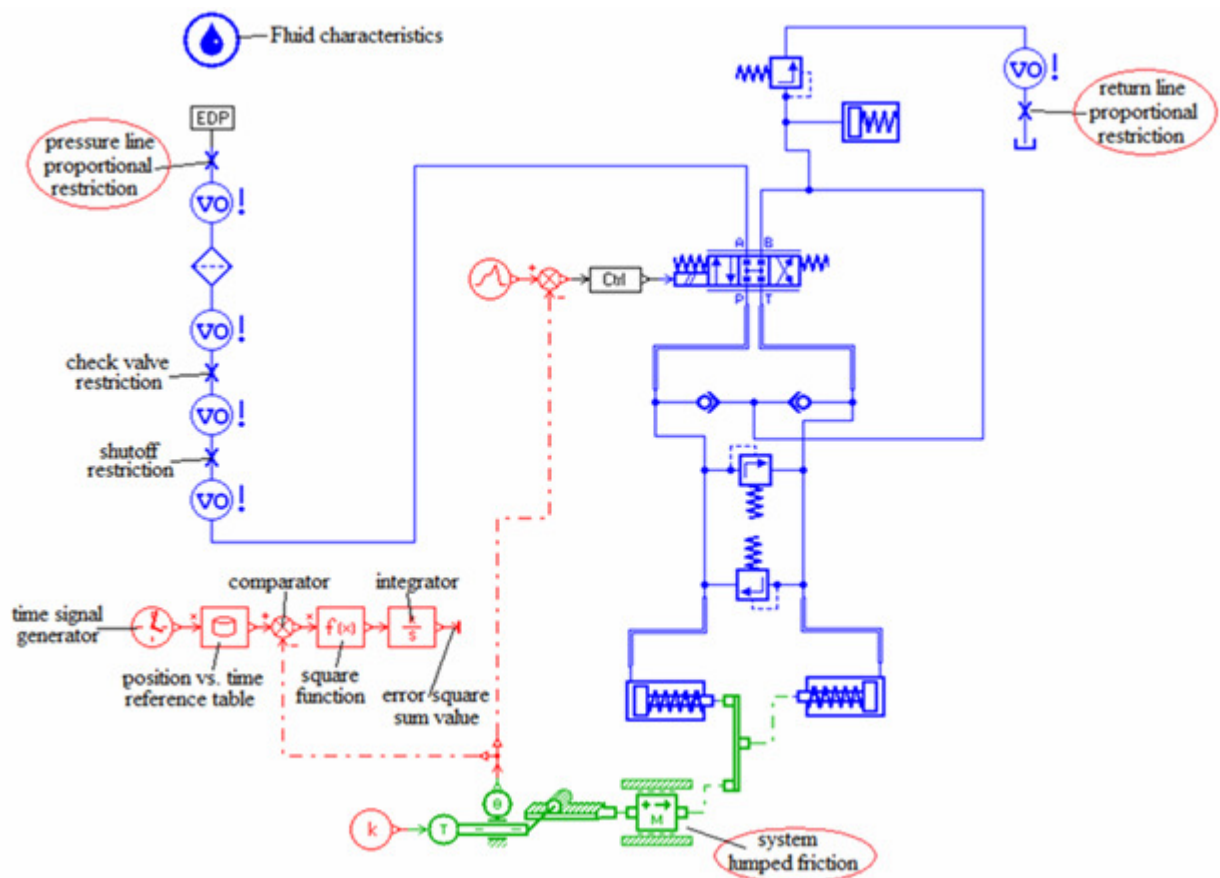 Fluid characteristics
EDP
pressure line
proportional
restriction
VO!
VO!
check valve
restriction
VO!
shutoff
restriction
VO!
VO!
return line
proportional
restriction
A B
P T
+
-
Ctrl
time signal
generator
x
position vs. time
reference table
comparator
+
-
x
f(x)
square
function
integrator
s
error square
sum value
k
T
θ
M
system
lumped friction